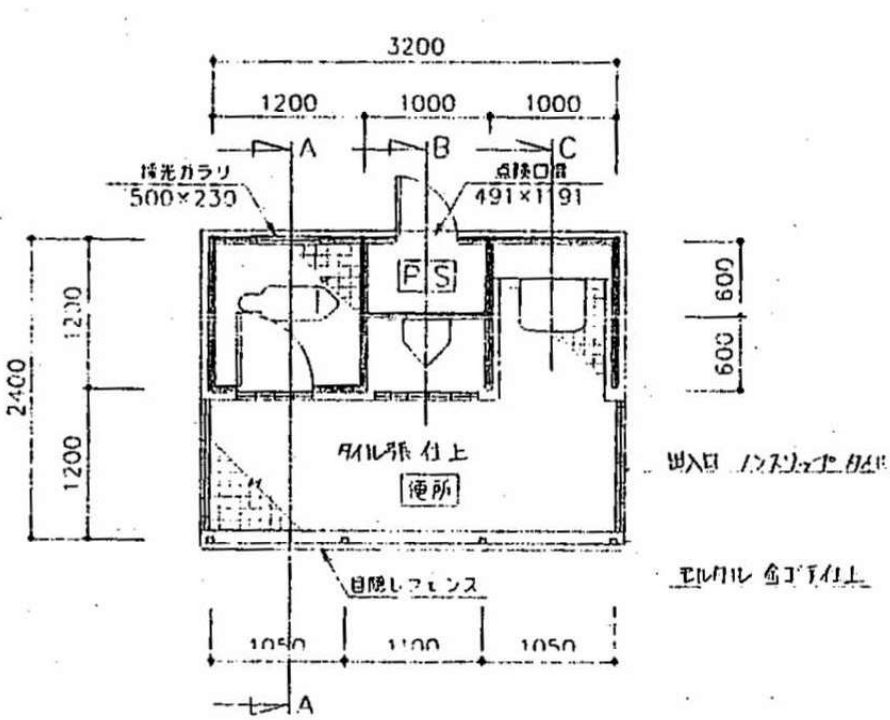 3200
1200 1000 1000
A B C
採光ガラリ 点検口扉
500×230 491×1191
PS
1200
600
600
2400
1200
タイル張 仕上
便所
出入口 ノンスリップタイル
目隠しフェンス
モルタル 金ゴテ仕上
1050 1100 1050
A